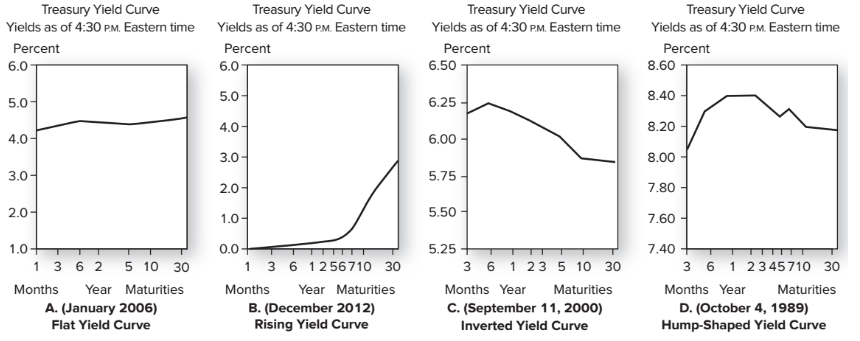 Treasury Yield Curve
Yields as of 4:30 P.M. Eastern time
Percent
6.0
5.0
4.0
3.0
2.0
1.0
1 3 6 2 5 10 30
Months Year Maturities
A. (January 2006)
Flat Yield Curve
Treasury Yield Curve
Yields as of 4:30 P.M. Eastern time
Percent
6.0
5.0
4.0
3.0
2.0
1.0
0.0
1 3 6 1 2 5 6 7 10 30
Months Year Maturities
B. (December 2012)
Rising Yield Curve
Treasury Yield Curve
Yields as of 4:30 P.M. Eastern time
Percent
6.50
6.25
6.00
5.75
5.50
5.25
3 6 1 2 3 5 10 30
Months Year Maturities
C. (September 11, 2000)
Inverted Yield Curve
Treasury Yield Curve
Yields as of 4:30 P.M. Eastern time
Percent
8.60
8.40
8.20
8.00
7.80
7.60
7.40
3 6 1 2 3 4 5 7 10 30
Months Year Maturities
D. (October 4, 1989)
Hump-Shaped Yield Curve